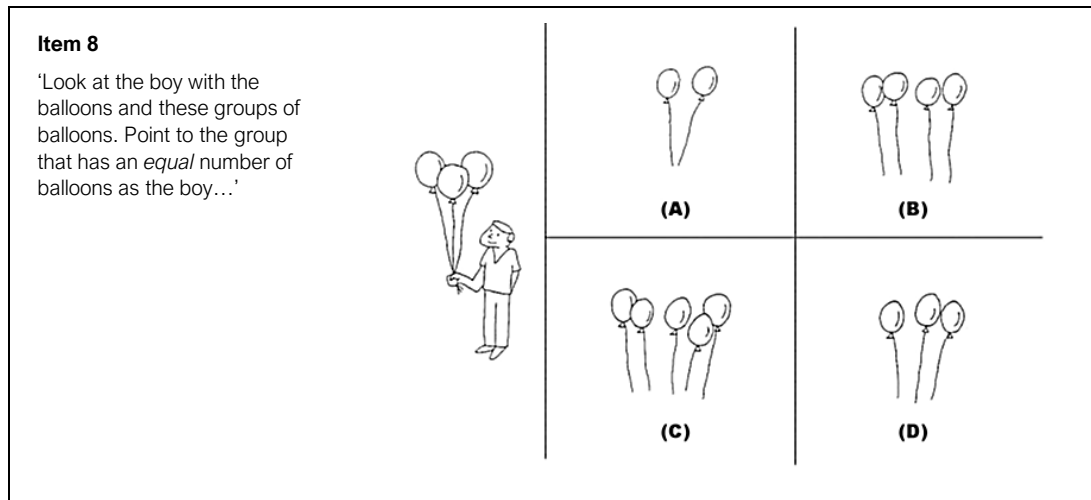 Item 8
‘Look at the boy with the
balloons and these groups of
balloons. Point to the group
that has an equal number of
balloons as the boy…’
(A)
(B)
(C)
(D)